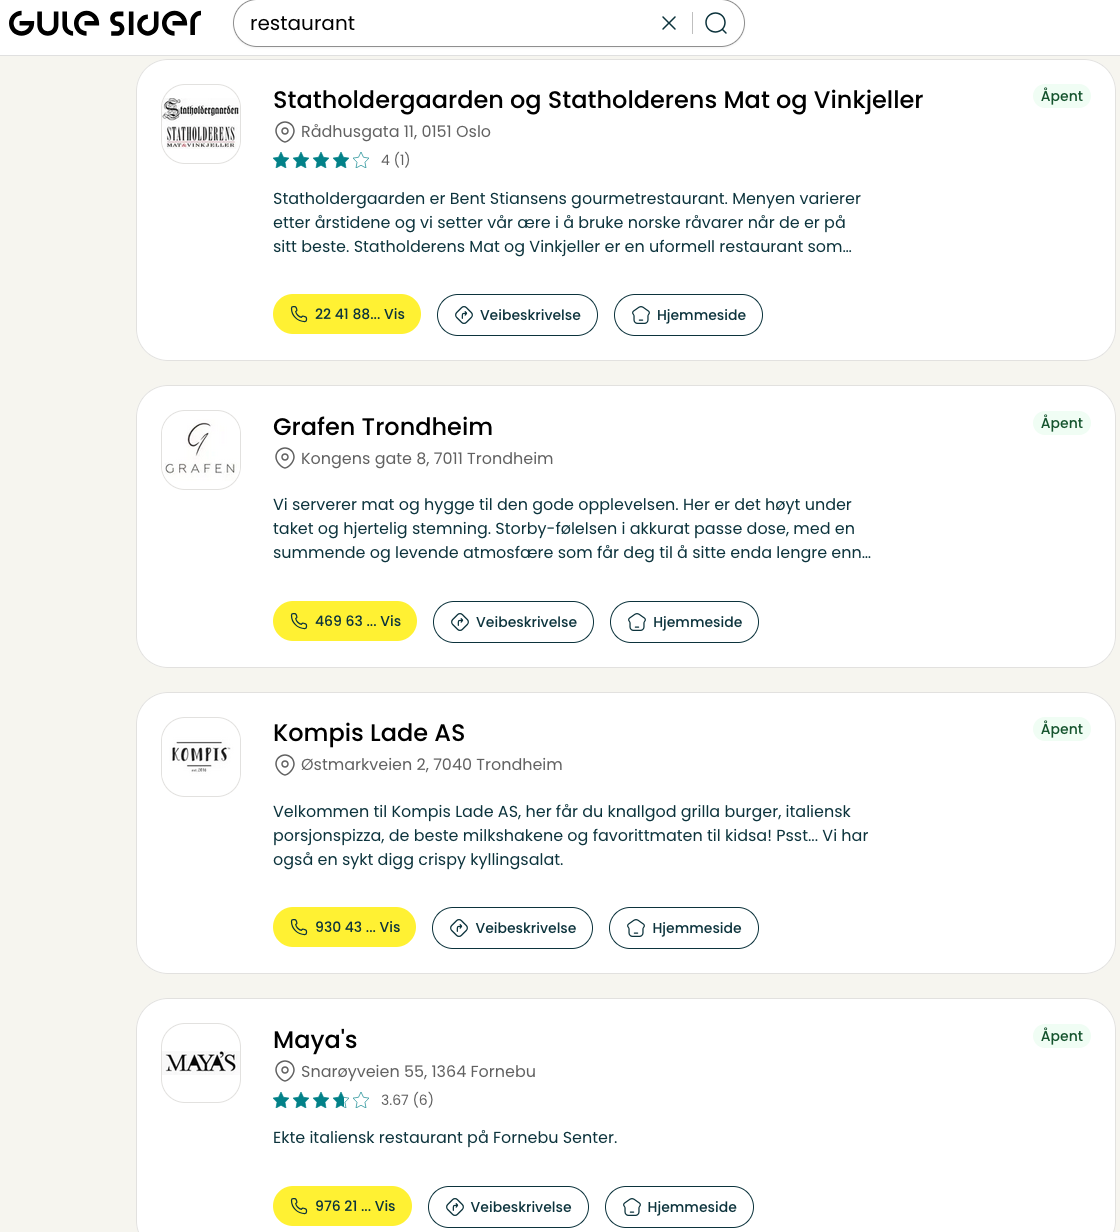 GULE SIDER
restaurant
Statholdergaarden
STATHOLDERENS
MAT & VINKJELLER
Statholdergaarden og Statholderens Mat og Vinkjeller
Åpent
Rådhusgata 11, 0151 Oslo
4 (1)
Statholdergaarden er Bent Stiansens gourmetrestaurant. Menyen varierer
etter årstidene og vi setter vår ære i å bruke norske råvarer når de er på
sitt beste. Statholderens Mat og Vinkjeller er en uformell restaurant som...
22 41 88... Vis
Veibeskrivelse
Hjemmeside
G
GRAFEN
Grafen Trondheim
Åpent
Kongens gate 8, 7011 Trondheim
Vi serverer mat og hygge til den gode opplevelsen. Her er det høyt under
taket og hjertelig stemning. Storby-følelsen i akkurat passe dose, med en
summende og levende atmosfære som får deg til å sitte enda lengre enn...
469 63 ... Vis
Veibeskrivelse
Hjemmeside
KOMPIS
Kompis Lade AS
Åpent
Østmarkveien 2, 7040 Trondheim
Velkommen til Kompis Lade AS, her får du knallgod grilla burger, italiensk
porsjonspizza, de beste milkshakene og favorittmaten til kidsa! Psst... Vi har
også en sykt digg crispy kyllingsalat.
930 43 ... Vis
Veibeskrivelse
Hjemmeside
MAYA'S
Maya's
Åpent
Snarøyveien 55, 1364 Fornebu
3.67 (6)
Ekte italiensk restaurant på Fornebu Senter.
976 21 ... Vis
Veibeskrivelse
Hjemmeside